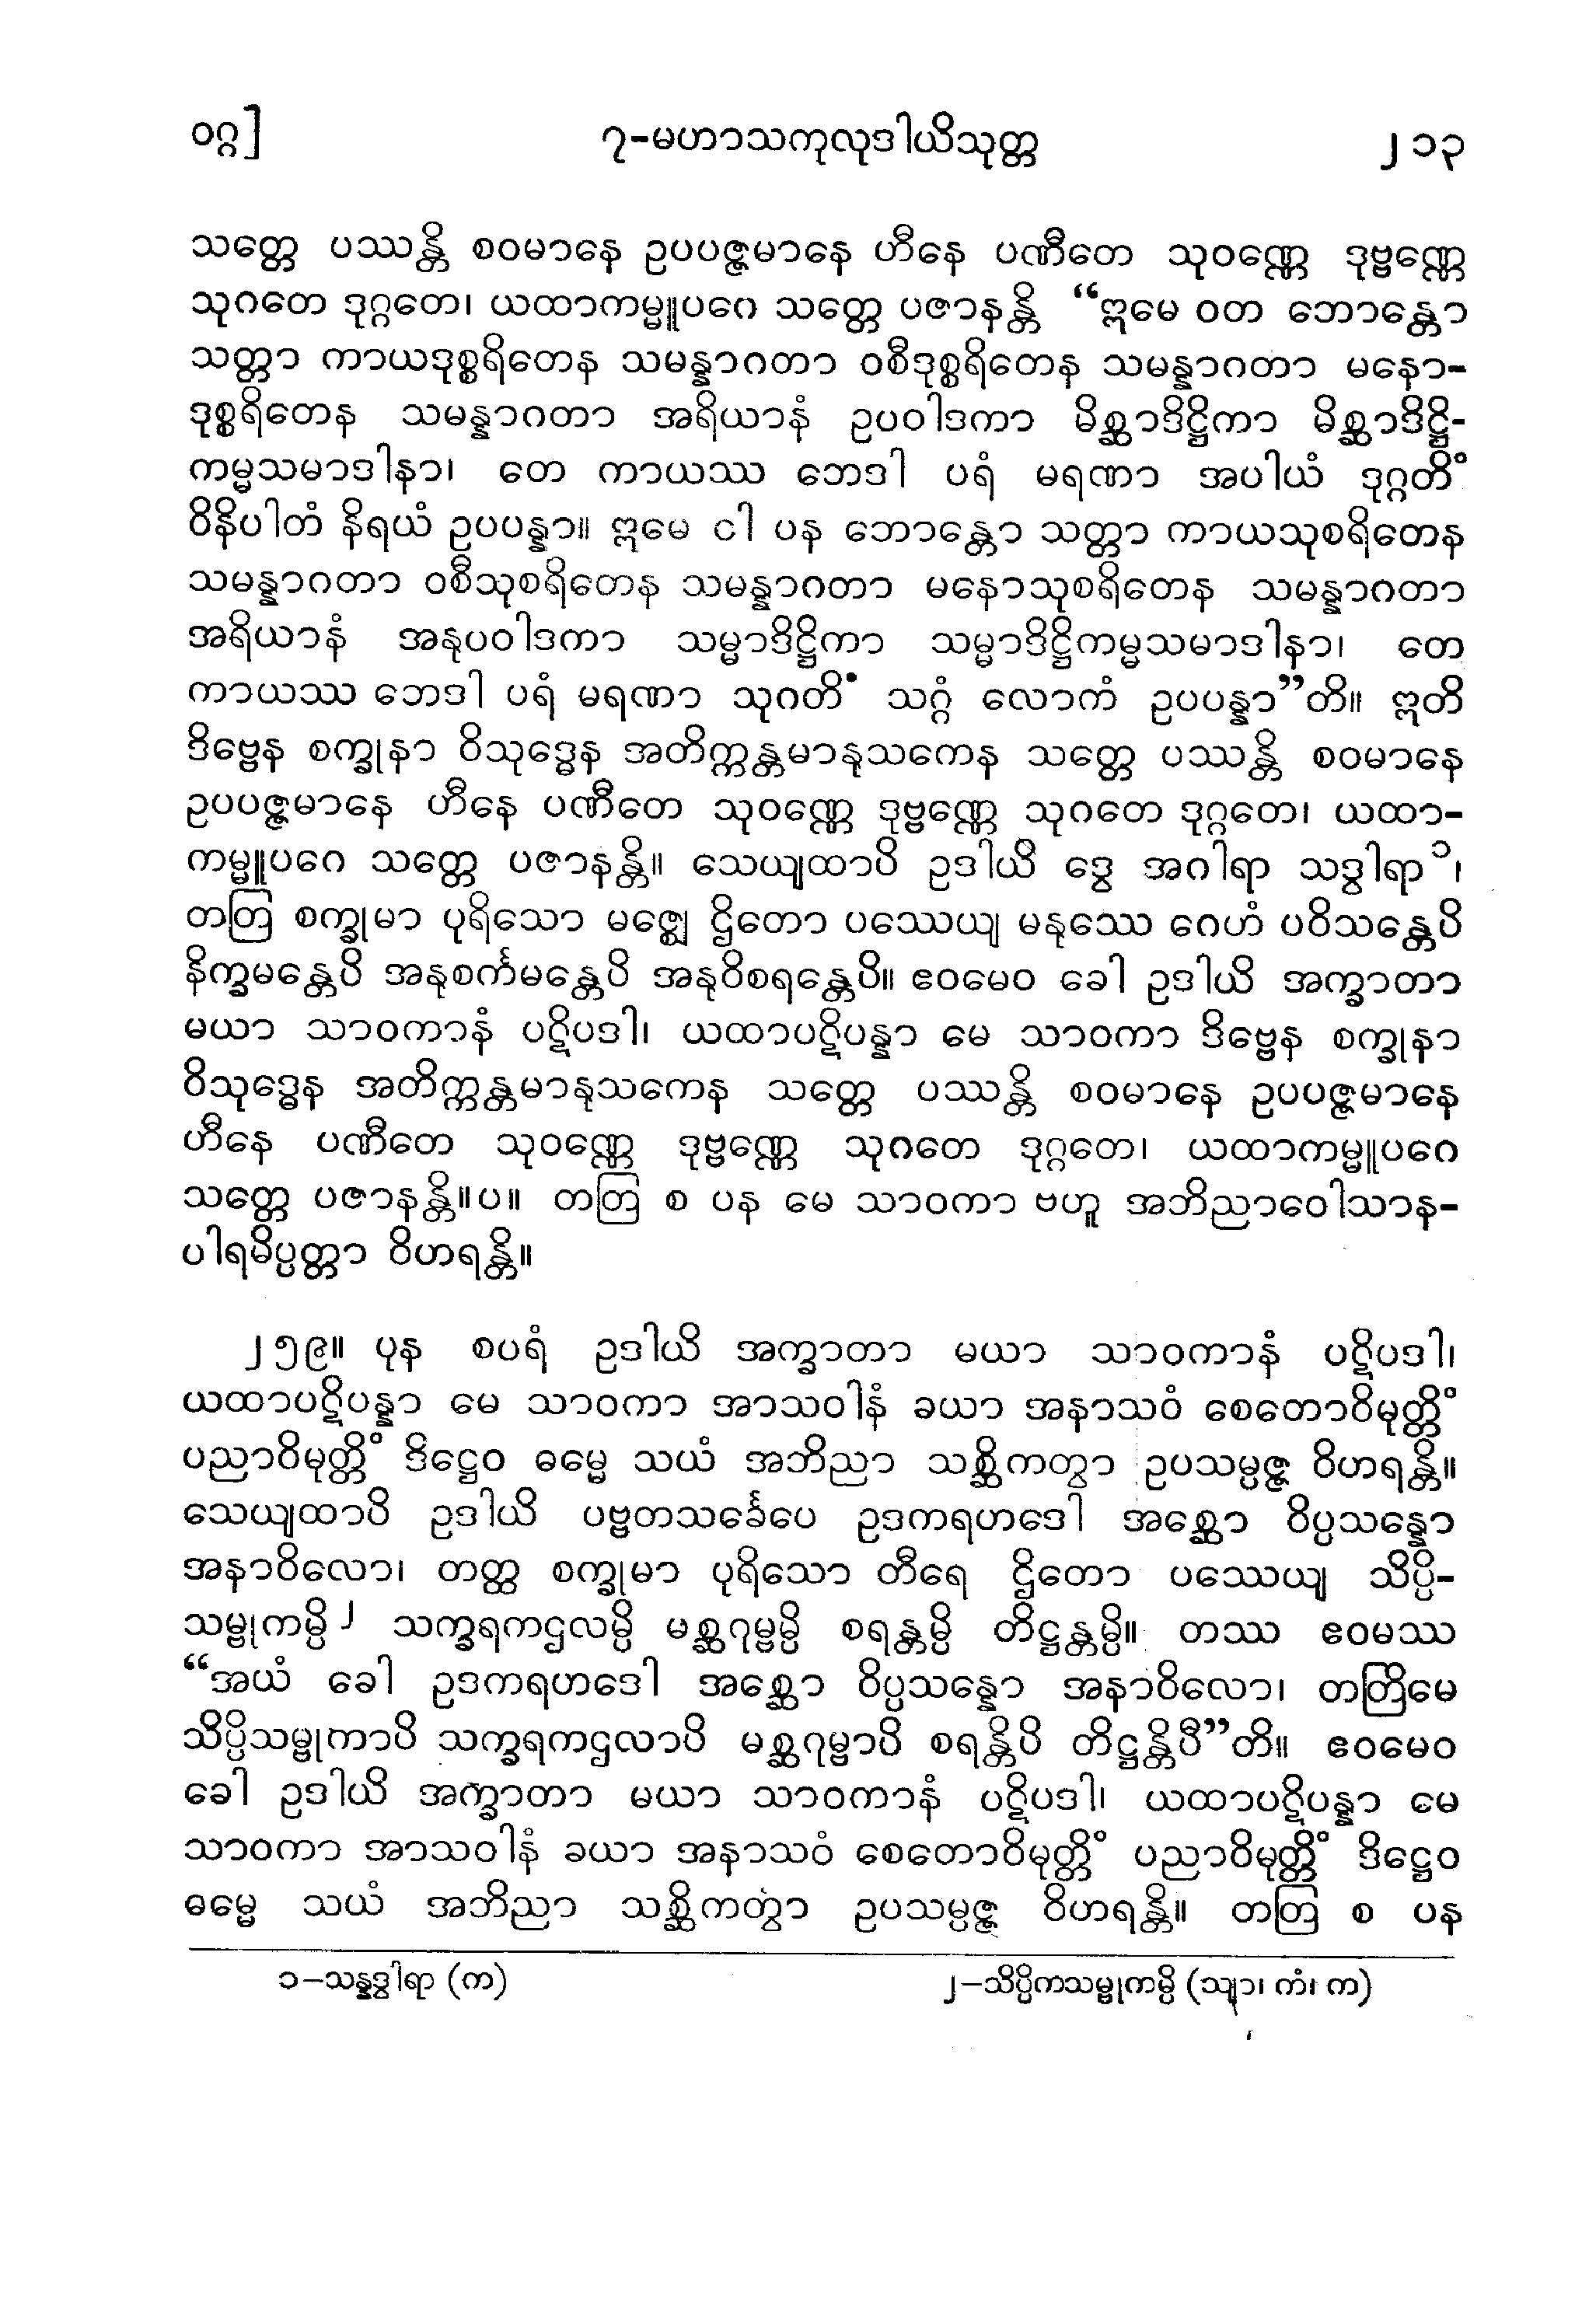 ဝဂ္ဂ] ၇-မဟာသကုလုဒါယိသုတ္တ ၂၁၃
သတ္တေ ပဿန္တိ စဝမာနေ ဥပပဇ္ဇမာနေ ဟီနေ ပဏီတေ သုဝဏ္ဏေ ဒုဗ္ဗဏ္ဏေ
သုဂတေ ဒုဂ္ဂတေ၊ ယထာကမ္မူပဂေ သတ္တေ ပဇာနန္တိ “ဣမေ ဝတ ဘောန္တော
သတ္တာ ကာယဒုစ္စရိတေန သမန္နာဂတာ ဝစီဒုစ္စရိတေန သမန္နာဂတာ မနော-
ဒုစ္စရိတေန သမန္နာဂတာ အရိယာနံ ဥပဝါဒကာ မိစ္ဆာဒိဋ္ဌိကာ မိစ္ဆာဒိဋ္ဌိ-
ကမ္မသမာဒါနာ၊ တေ ကာယဿ ဘေဒါ ပရံ မရဏာ အပါယံ ဒုဂ္ဂတိံ
ဝိနိပါတံ နိရယံ ဥပပန္နာ။ ဣမေ ဝါ ပန ဘောန္တော သတ္တာ ကာယသုစရိတေန
သမန္နာဂတာ ဝစီသုစရိတေန သမန္နာဂတာ မနောသုစရိတေန သမန္နာဂတာ
အရိယာနံ အနုပဝါဒကာ သမ္မာဒိဋ္ဌိကာ သမ္မာဒိဋ္ဌိကမ္မသမာဒါနာ၊ တေ
ကာယဿ ဘေဒါ ပရံ မရဏာ သုဂတိံ သဂ္ဂံ လောကံ ဥပပန္နာ”တိ။ ဣတိ
ဒိဗ္ဗေန စက္ခုနာ ဝိသုဒ္ဓေန အတိက္ကန္တမာနုသကေန သတ္တေ ပဿန္တိ စဝမာနေ
ဥပပဇ္ဇမာနေ ဟီနေ ပဏီတေ သုဝဏ္ဏေ ဒုဗ္ဗဏ္ဏေ သုဂတေ ဒုဂ္ဂတေ၊ ယထာ-
ကမ္မူပဂေ သတ္တေ ပဇာနန္တိ။ သေယျထာပိ ဥဒါယိ ဒွေ အဂါရာ သဒွါရာ၁၊
တတြ စက္ခုမာ ပုရိသော မဇ္ဈေ ဌိတော ပဿေယျ မနုဿေ ဂေဟံ ပဝိသန္တေပိ
နိက္ခမန္တေပိ အနုစင်္ကမန္တေပိ အနုဝိစရန္တေပိ။ ဧဝမေဝ ခေါ ဥဒါယိ အက္ခာတာ
မယာ သာဝကာနံ ပဋိပဒါ၊ ယထာပဋိပန္နာ မေ သာဝကာ ဒိဗ္ဗေန စက္ခုနာ
ဝိသုဒ္ဓေန အတိက္ကန္တမာနုသကေန သတ္တေ ပဿန္တိ စဝမာနေ ဥပပဇ္ဇမာနေ
ဟီနေ ပဏီတေ သုဝဏ္ဏေ ဒုဗ္ဗဏ္ဏေ သုဂတေ ဒုဂ္ဂတေ၊ ယထာကမ္မူပဂေ
သတ္တေ ပဇာနန္တိ။ပ။ တတြ စ ပန မေ သာဝကာ ဗဟူ အဘိညာဝေါသာန-
ပါရမိပ္ပတ္တာ ဝိဟရန္တိ။
၂၅၉။ ပုန စပရံ ဥဒါယိ အက္ခာတာ မယာ သာဝကာနံ ပဋိပဒါ၊
ယထာပဋိပန္နာ မေ သာဝကာ အာသဝါနံ ခယာ အနာသဝံ စေတောဝိမုတ္တိံ
ပညာဝိမုတ္တိံ ဒိဋ္ဌေဝ ဓမ္မေ သယံ အဘိညာ သစ္ဆိကတွာ ဥပသမ္ပဇ္ဇ ဝိဟရန္တိ။
သေယျထာပိ ဥဒါယိ ပဗ္ဗတသင်္ခေပေ ဥဒကရဟဒေါ အစ္ဆော ဝိပ္ပသန္နော
အနာဝိလော၊ တတ္ထ စက္ခုမာ ပုရိသော တီရေ ဌိတော ပဿေယျ သိပ္ပိ-
သမ္ဗုကမ္ပိ၂ သက္ခရကဌလမ္ပိ မစ္ဆဂုမ္ဗမ္ပိ စရန္တမ္ပိ တိဋ္ဌန္တမ္ပိ။ တဿ ဧဝမဿ
“အယံ ခေါ ဥဒကရဟဒေါ အစ္ဆော ဝိပ္ပသန္နော အနာဝိလော၊ တတြိမေ
သိပ္ပိသမ္ဗုကာပိ သက္ခရကဌလာပိ မစ္ဆဂုမ္ဗာပိ စရန္တိပိ တိဋ္ဌန္တိပီ”တိ။ ဧဝမေဝ
ခေါ ဥဒါယိ အက္ခာတာ မယာ သာဝကာနံ ပဋိပဒါ၊ ယထာပဋိပန္နာ မေ
သာဝကာ အာသဝါနံ ခယာ အနာသဝံ စေတောဝိမုတ္တိံ ပညာဝိမုတ္တိံ ဒိဋ္ဌေဝ
ဓမ္မေ သယံ အဘိညာ သစ္ဆိကတွာ ဥပသမ္ပဇ္ဇ ဝိဟရန္တိ။ တတြ စ ပန
၁–သန္နဒွါရာ (က) ၂–သိပ္ပိကသမ္ဗုကမ္ပိ (သျာ၊ ကံ၊ က)